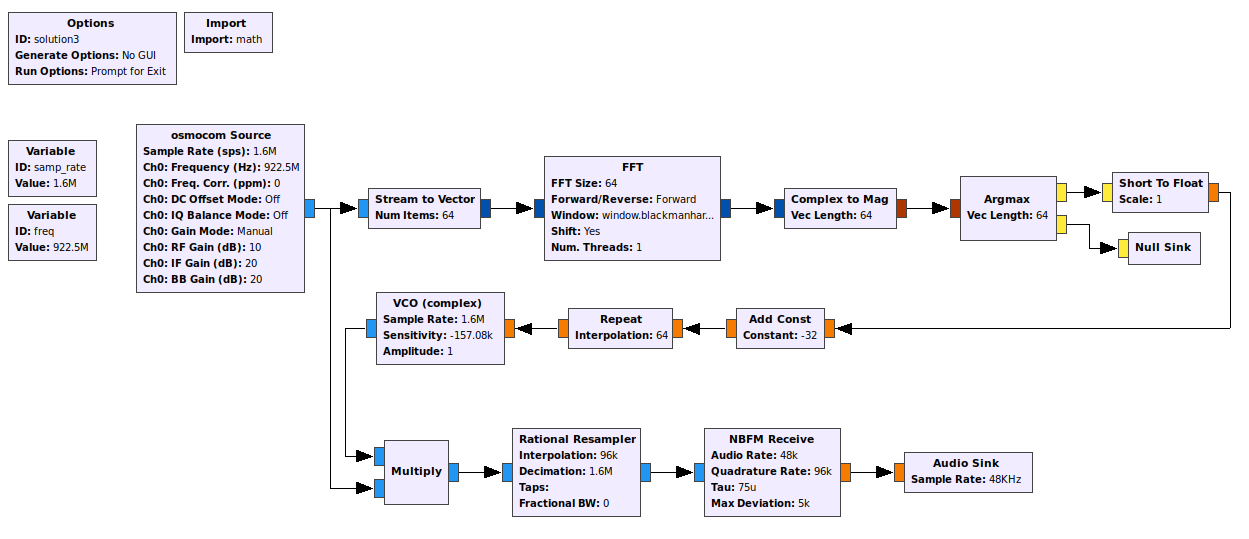 Options
ID: solution3
Generate Options: No GUI
Run Options: Prompt for Exit
Import
Import: math
Variable
ID: samp_rate
Value: 1.6M
Variable
ID: freq
Value: 922.5M
osmocom Source
Sample Rate (sps): 1.6M
Ch0: Frequency (Hz): 922.5M
Ch0: Freq. Corr. (ppm): 0
Ch0: DC Offset Mode: Off
Ch0: IQ Balance Mode: Off
Ch0: Gain Mode: Manual
Ch0: RF Gain (dB): 10
Ch0: IF Gain (dB): 20
Ch0: BB Gain (dB): 20
Stream to Vector
Num Items: 64
FFT
FFT Size: 64
Forward/Reverse: Forward
Window: window.blackmanhar...
Shift: Yes
Num. Threads: 1
Complex to Mag
Vec Length: 64
Argmax
Vec Length: 64
Short To Float
Scale: 1
Null Sink
VCO (complex)
Sample Rate: 1.6M
Sensitivity: -157.08k
Amplitude: 1
Repeat
Interpolation: 64
Add Const
Constant: -32
Multiply
Rational Resampler
Interpolation: 96k
Decimation: 1.6M
Taps:
Fractional BW: 0
NBFM Receive
Audio Rate: 48k
Quadrature Rate: 96k
Tau: 75u
Max Deviation: 5k
Audio Sink
Sample Rate: 48KHz